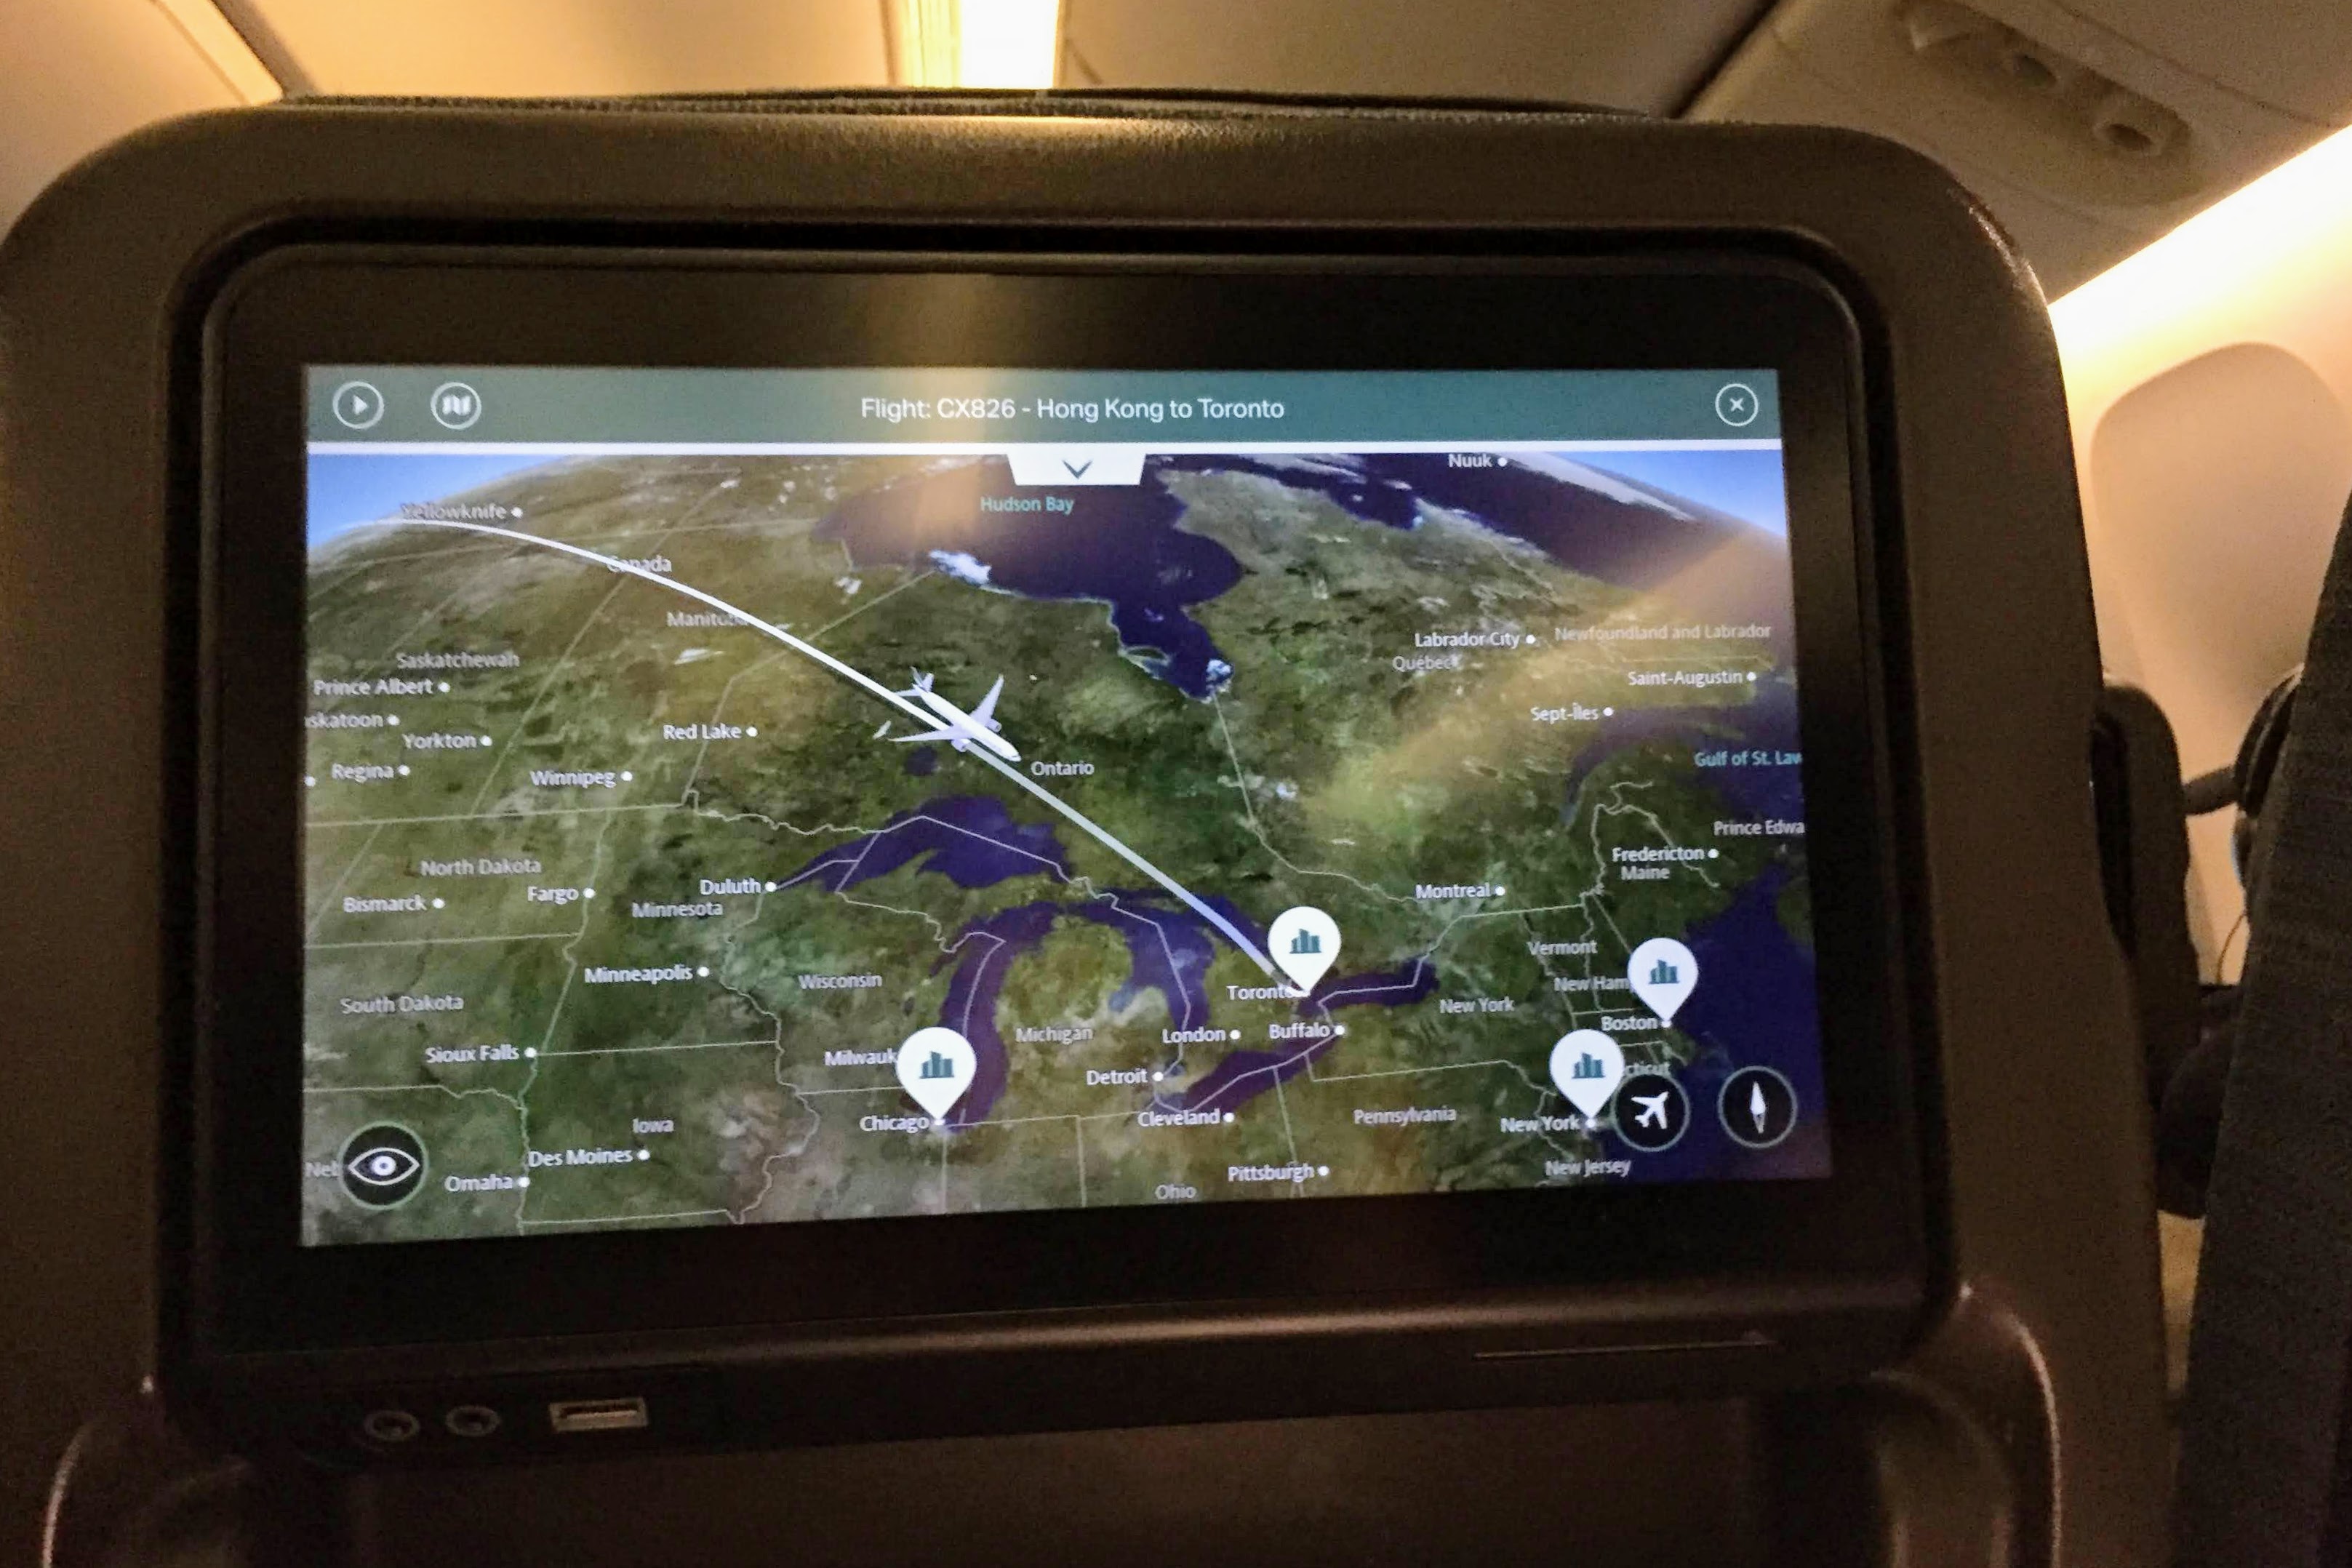 Flight: CX826 - Hong Kong to Toronto
Nuuk
Hudson Bay
Yellowknife
Canada
Manitoba
Labrador City
Newfoundland and Labrador
Québec
Saskatchewan
Saint-Augustin
Prince Albert
Sept-Îles
skatoon
Red Lake
Yorkton
Gulf of St. Law
Regina
Winnipeg
Ontario
Prince Edwa
Fredericton
Maine
North Dakota
Duluth
Montreal
Bismarck
Fargo
Minnesota
Vermont
Minneapolis
Wisconsin
New Ham
South Dakota
Toronto
New York
Michigan
London
Buffalo
Boston
Sioux Falls
Milwauk
Detroit
cticut
Iowa
Chicago
Cleveland
Pennsylvania
New York
Des Moines
Neb
Omaha
Pittsburgh
New Jersey
Ohio